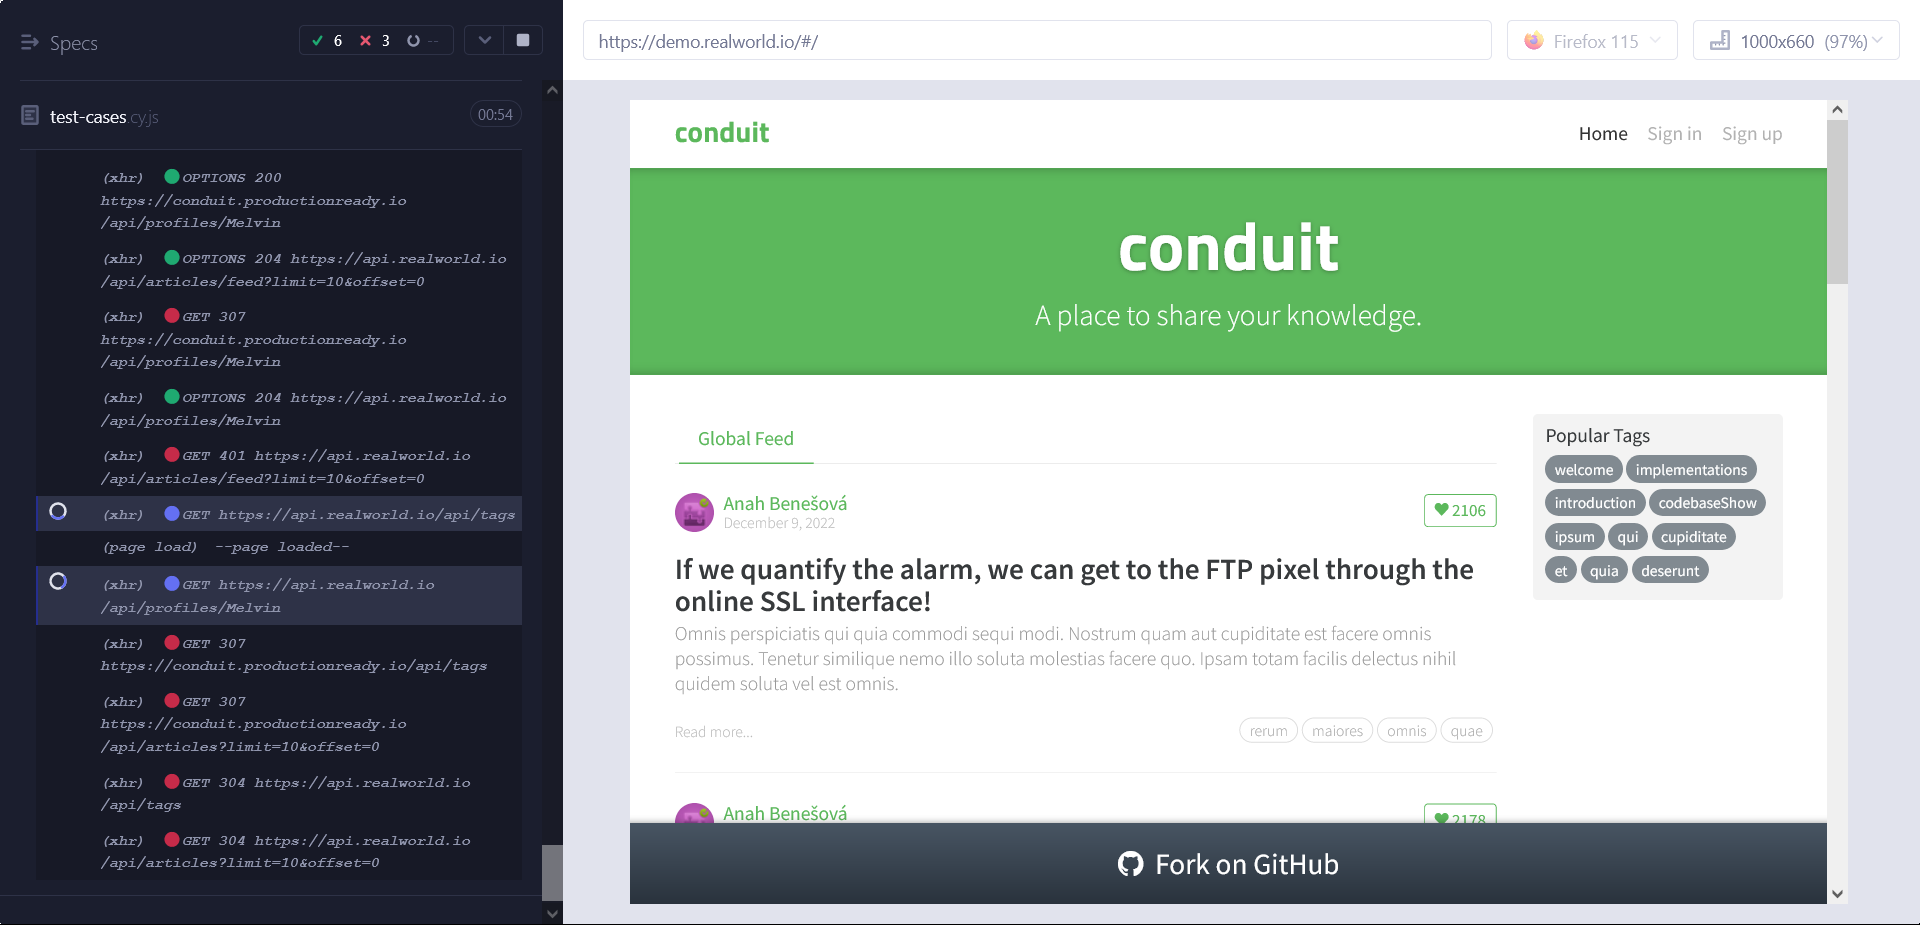 Specs
6
3
--
test-cases.cy.js
00:54
(xhr) OPTIONS 200
https://conduit.productionready.io
/api/profiles/Melvin
(xhr) OPTIONS 204 https://api.realworld.io
/api/articles/feed?limit=10&offset=0
(xhr) GET 307
https://conduit.productionready.io
/api/profiles/Melvin
(xhr) OPTIONS 204 https://api.realworld.io
/api/profiles/Melvin
(xhr) GET 401 https://api.realworld.io
/api/articles/feed?limit=10&offset=0
(xhr) GET https://api.realworld.io/api/tags
(page load) --page loaded--
(xhr) GET https://api.realworld.io
/api/profiles/Melvin
(xhr) GET 307
https://conduit.productionready.io/api/tags
(xhr) GET 307
https://conduit.productionready.io
/api/articles?limit=10&offset=0
(xhr) GET 304 https://api.realworld.io
/api/tags
(xhr) GET 304 https://api.realworld.io
/api/articles?limit=10&offset=0
https://demo.realworld.io/#/
Firefox 115
1000x660 (97%)
conduit
Home Sign in Sign up
conduit
A place to share your knowledge.
Global Feed
Anah Benešová
December 9, 2022
2106
If we quantify the alarm, we can get to the FTP pixel through the
online SSL interface!
Omnis perspiciatis qui quia commodi sequi modi. Nostrum quam aut cupiditate est facere omnis
possimus. Tenetur similique nemo illo soluta molestias facere quo. Ipsam totam facilis delectus nihil
quidem soluta vel est omnis.
Read more...
rerum maiores omnis quae
Anah Benešová
2178
Popular Tags
welcome implementations
introduction codebaseShow
ipsum qui cupiditate
et quia deserunt
Fork on GitHub